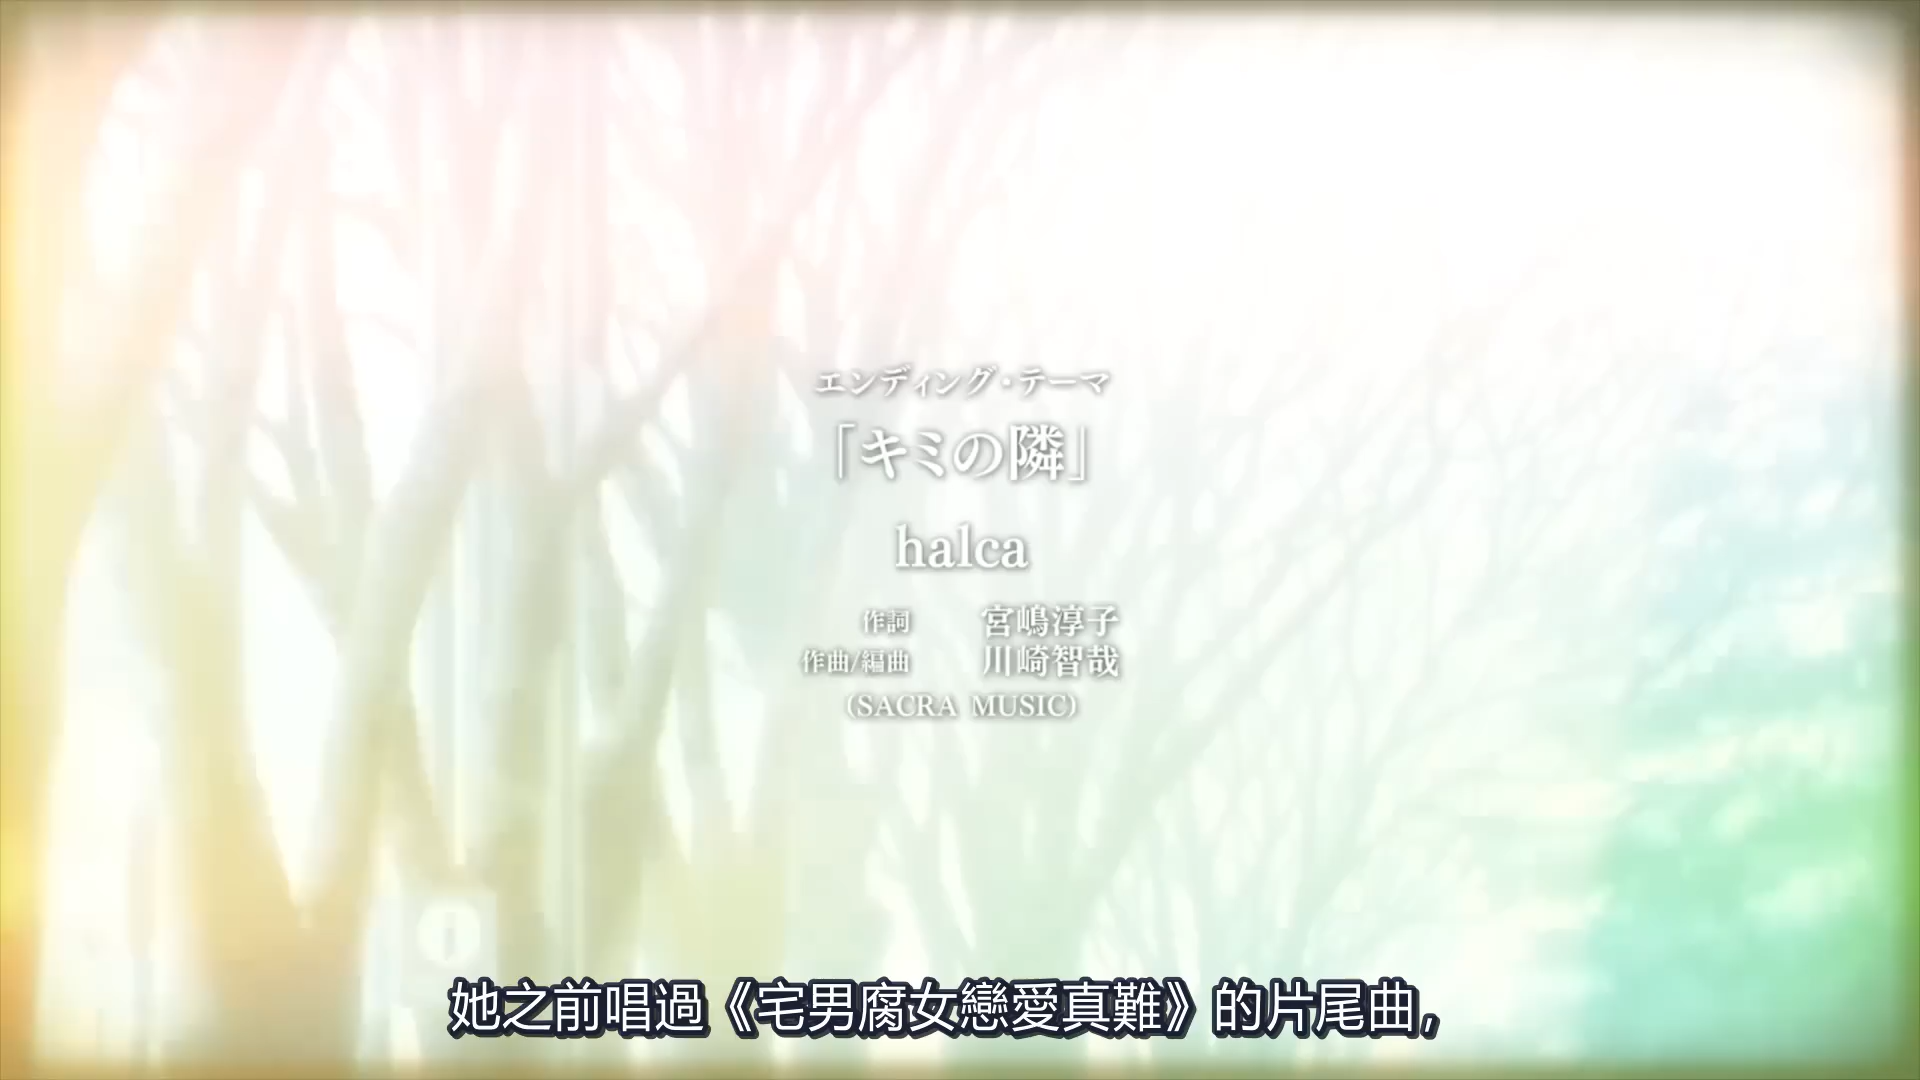 エンディング・テーマ
「キミの隣」
halca
作詞 宮嶋淳子
作曲/編曲 川崎智哉
(SACRA MUSIC)
她之前唱過《宅男腐女戀愛真難》的片尾曲,